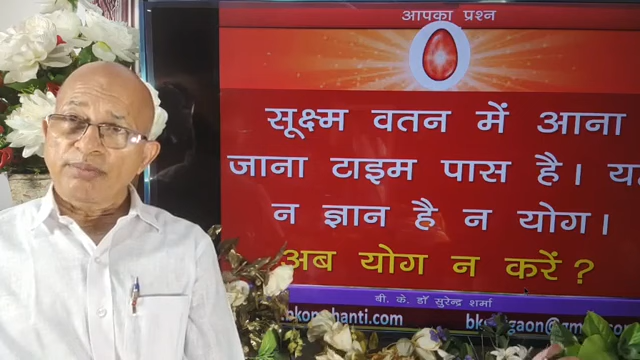 आपका प्रश्न
सूक्ष्म वतन में आना
जाना टाइम पास है।
न ज्ञान है न योग।
अब योग न करें ?
बी. के. डॉ सुरेन्द्र शर्मा